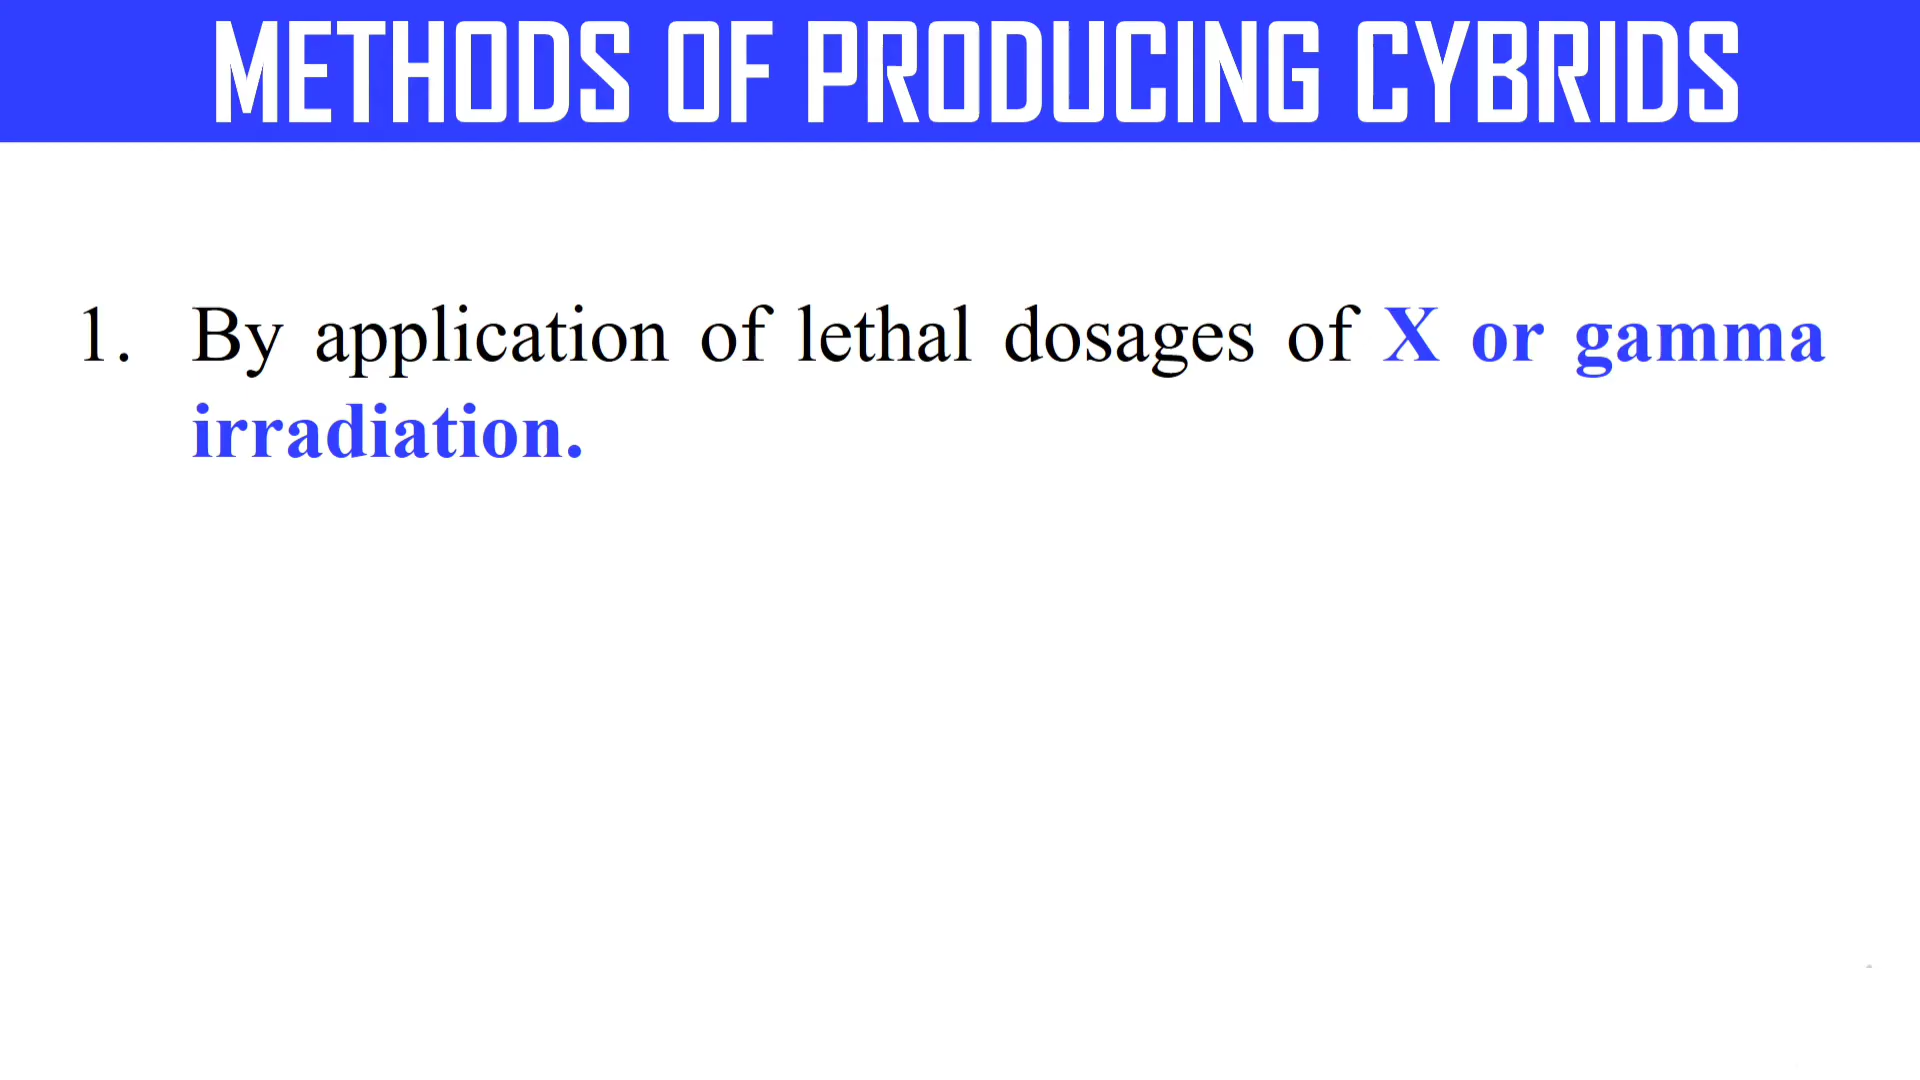 METHODS OF PRODUCING CYBRIDS
1. By application of lethal dosages of X or gamma
irradiation.